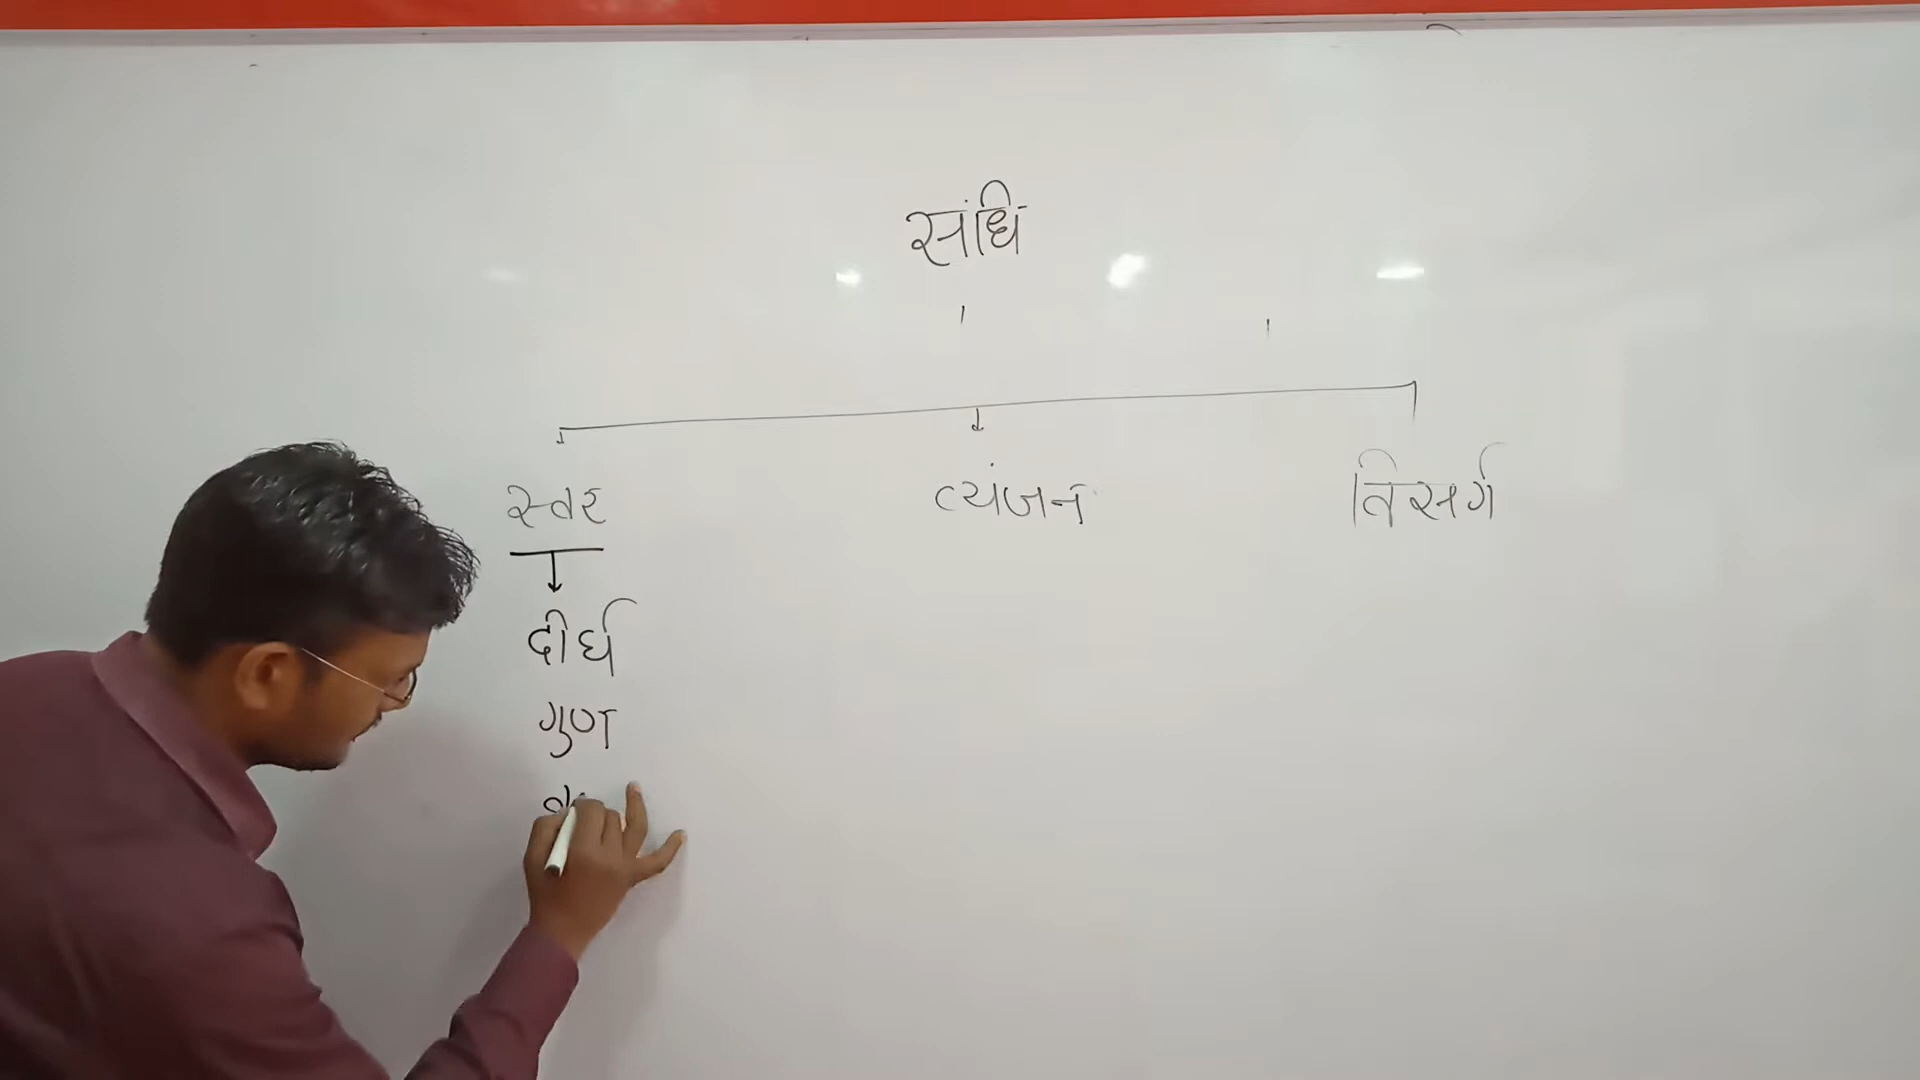 संधि
स्वर व्यंजन विसर्ग
दीर्घ
गुण